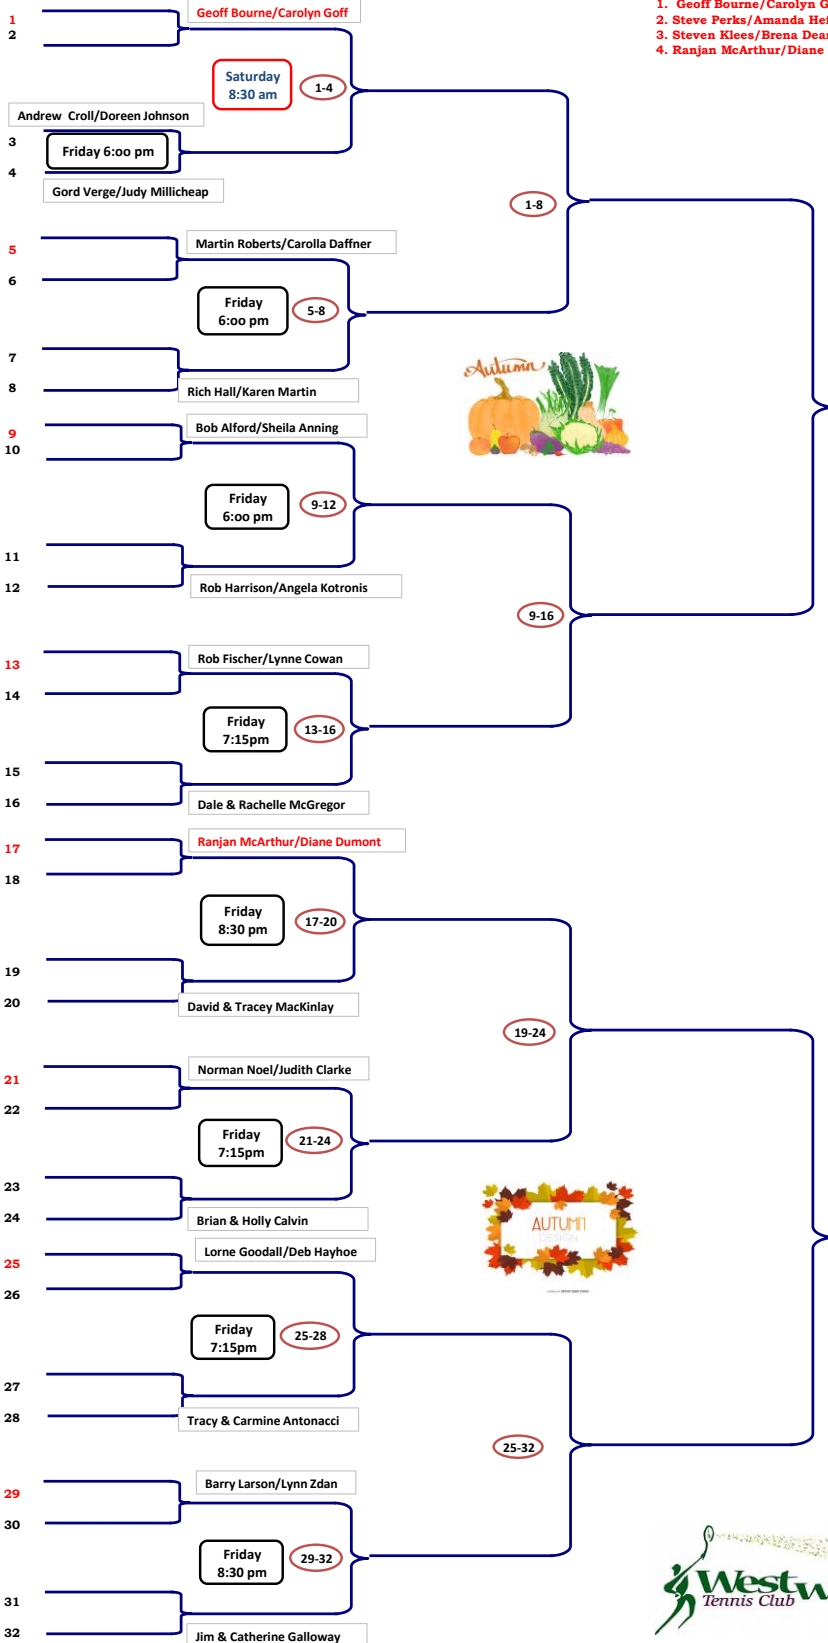 1. Geoff Bourne/Carolyn G
2. Steve Perks/Amanda Hef
3. Steven Klees/Brena Dear
4. Ranjan McArthur/Diane
1
2
Geoff Bourne/Carolyn Goff
Saturday
8:30 am
1-4
Andrew  Croll/Doreen Johnson
3
Friday 6:oo pm
4
Gord Verge/Judy Millicheap
1-8
5
Martin Roberts/Carolla Daffner
6
Friday
6:oo pm
5-8
7
8
Rich Hall/Karen Martin
Autumn
9
Bob Alford/Sheila Anning
10
Friday
6:oo pm
9-12
11
12
Rob Harrison/Angela Kotronis
9-16
13
Rob Fischer/Lynne Cowan
14
Friday
7:15pm
13-16
15
16
Dale & Rachelle McGregor
17
Ranjan McArthur/Diane Dumont
18
Friday
8:30 pm
17-20
19
20
David & Tracey MacKinlay
19-24
21
Norman Noel/Judith Clarke
22
Friday
7:15pm
21-24
23
24
Brian & Holly Calvin
AUTUMN
DESIGN
25
Lorne Goodall/Deb Hayhoe
26
Friday
7:15pm
25-28
27
28
Tracy & Carmine Antonacci
25-32
29
Barry Larson/Lynn Zdan
30
Friday
8:30 pm
29-32
31
32
Jim & Catherine Galloway
Westw
Tennis Club